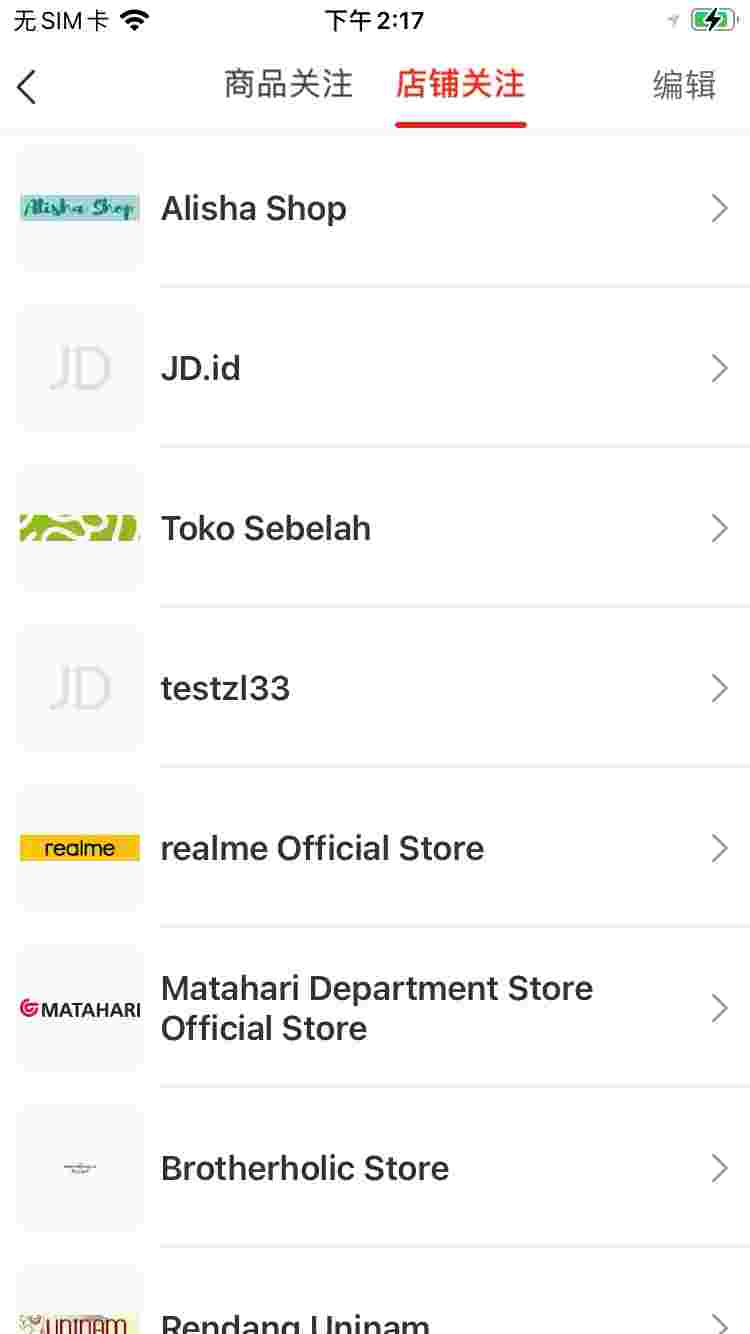 无SIM卡
下午2:17
商品关注
店铺关注
编辑
Alisha Shop
Alisha Shop
JD
JD.id
Toko Sebelah
JD
testzl33
realme
realme Official Store
MATAHARI
Matahari Department Store
Official Store
Brotherholic Store
UNINAM
Rendang Uninam